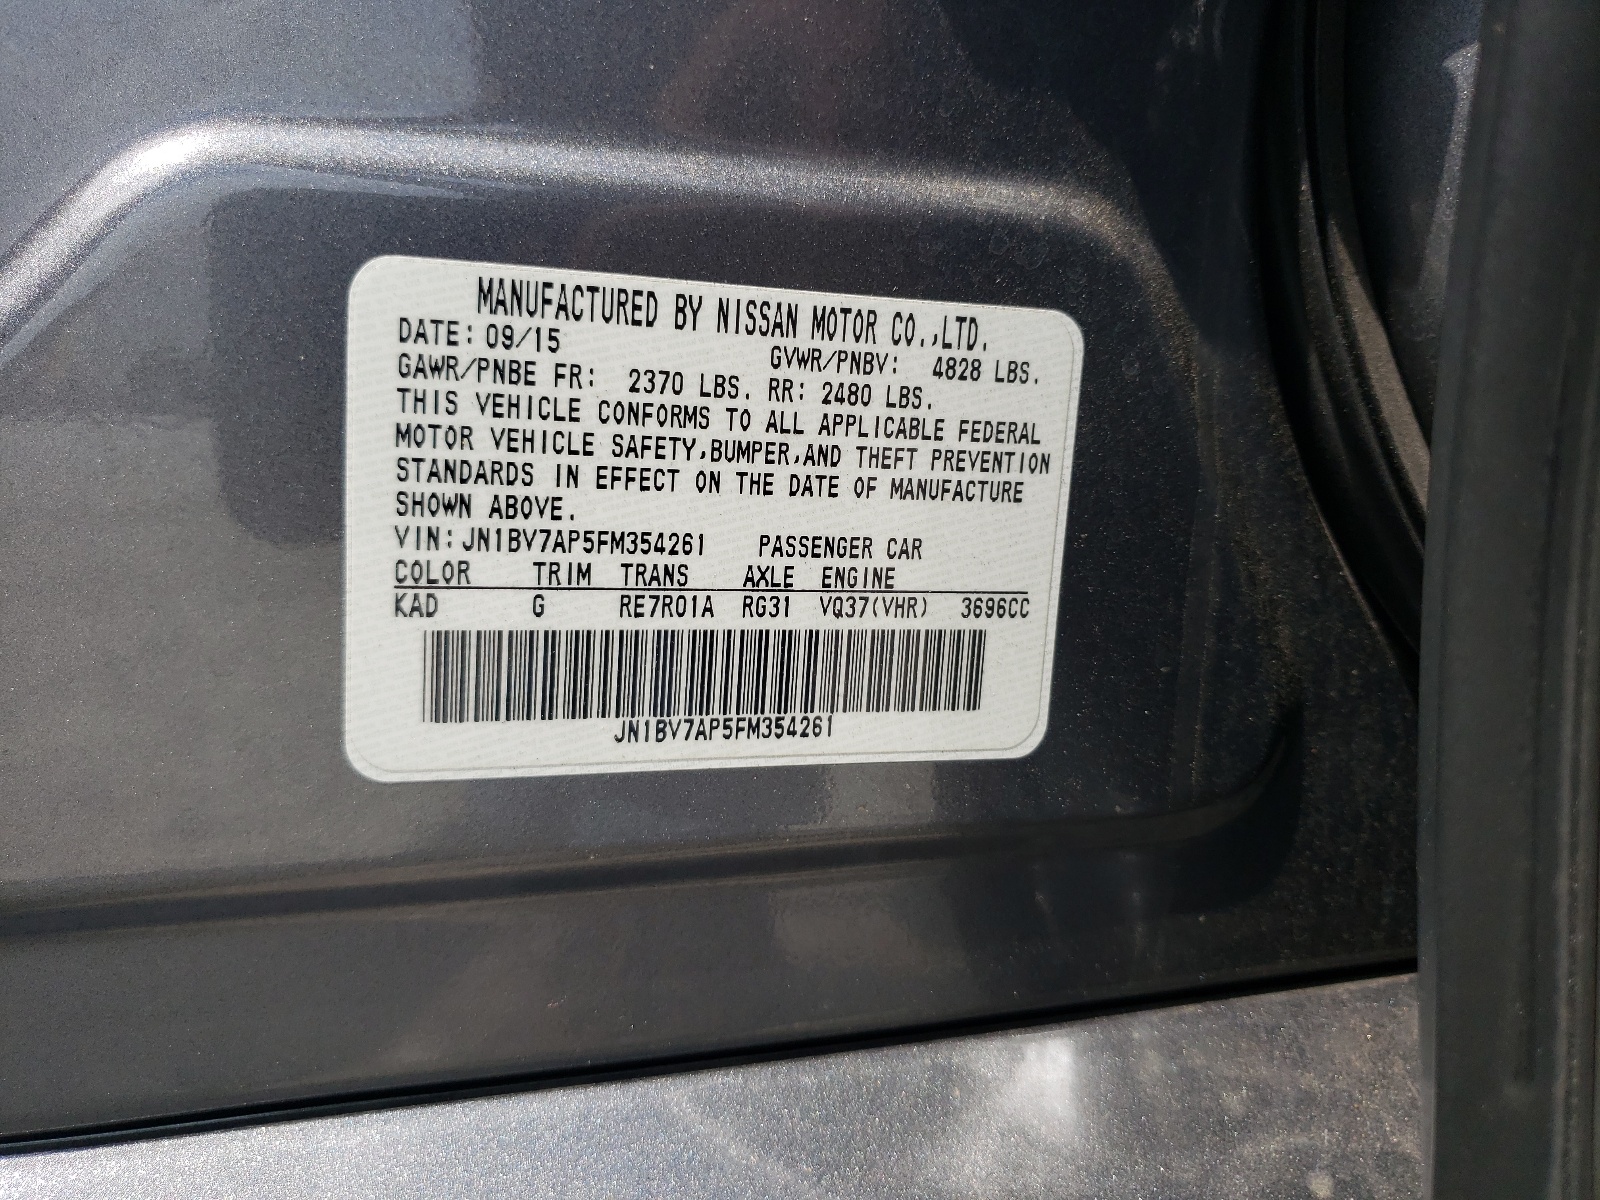 MANUFACTURED BY NISSAN MOTOR CO.,LTD.
DATE: 09/15 GVWR/PNBV: 4828 LBS.
GAWR/PNBE FR: 2370 LBS. RR: 2480 LBS.
THIS VEHICLE CONFORMS TO ALL APPLICABLE FEDERAL
MOTOR VEHICLE SAFETY,BUMPER,AND THEFT PREVENTION
STANDARDS IN EFFECT ON THE DATE OF MANUFACTURE
SHOWN ABOVE.
VIN: JN1BV7AP5FM354261 PASSENGER CAR
COLOR TRIM TRANS AXLE ENGINE
KAD G RE7R01A RG31 VQ37(VHR) 3696CC
JN1BV7AP5FM354261